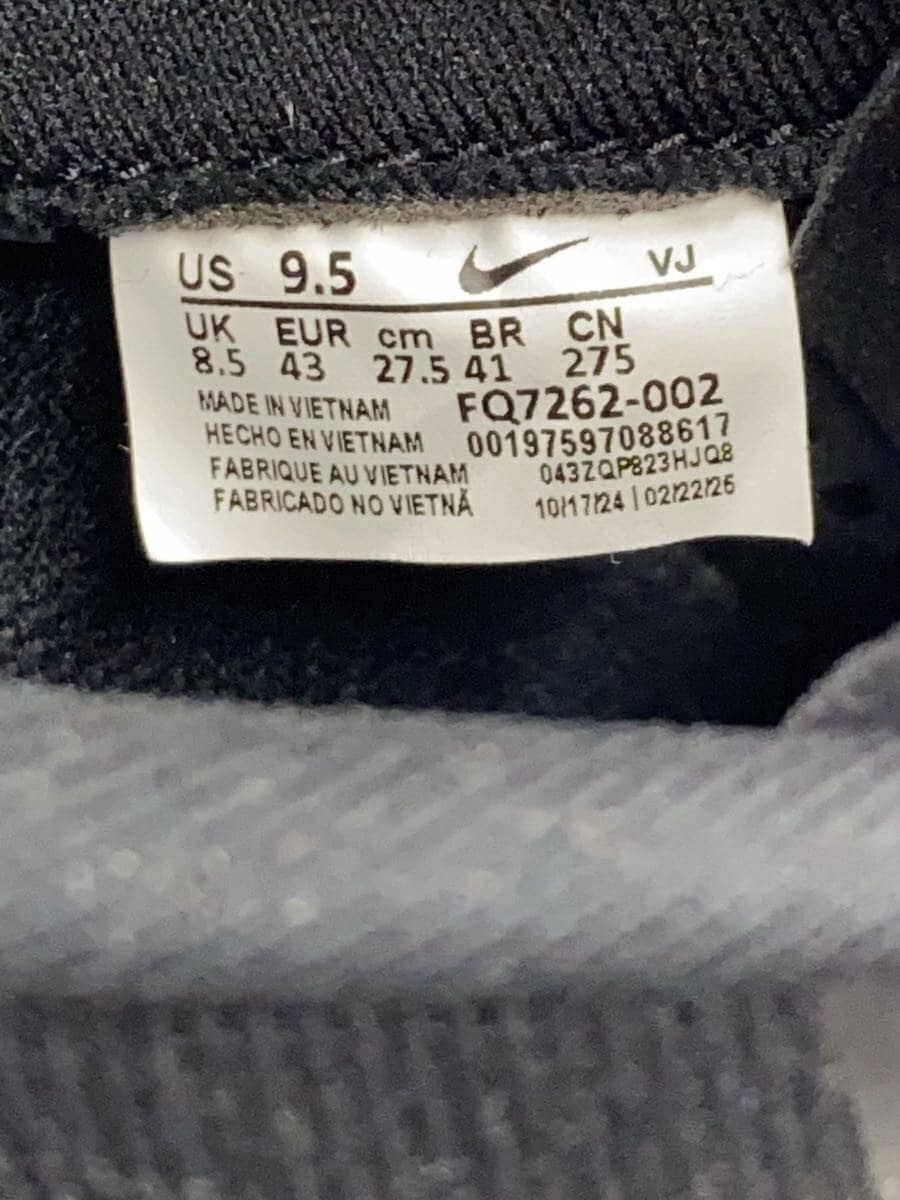 US 9.5 VJ
UK EUR cm BR CN
8.5 43 27.5 41 275
MADE IN VIETNAM FQ7262-002
HECHO EN VIETNAM 00197597088617
FABRIQUE AU VIETNAM 043ZQP823HJQ8
FABRICADO NO VIETNÃ 10/17/24 | 02/22/25